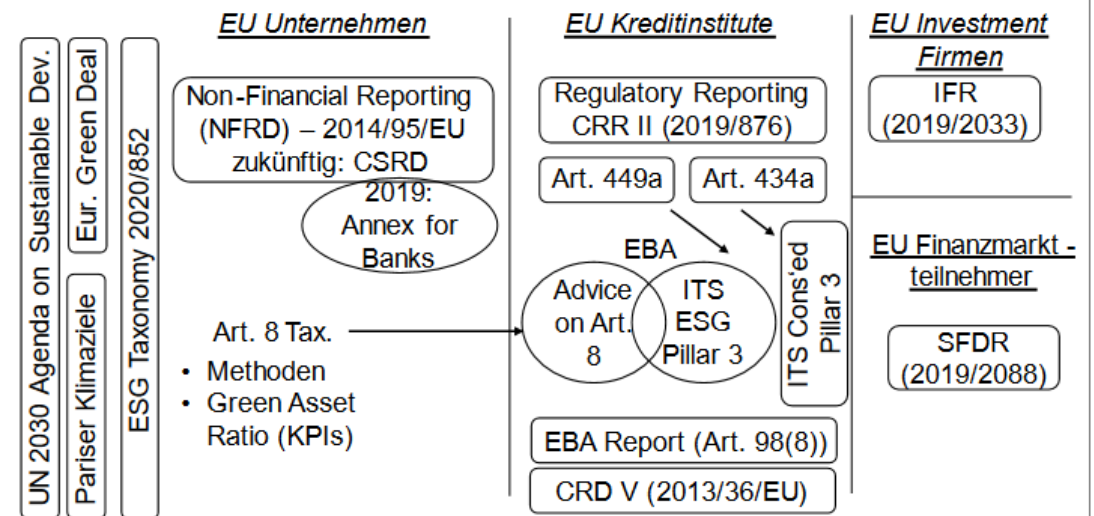 UN 2030 Agenda on Sustainable Dev.
Eur. Green Deal
Pariser Klimaziele
ESG Taxonomy 2020/852
EU Unternehmen
Non-Financial Reporting
(NFRD) – 2014/95/EU
zukünftig: CSRD
2019:
Annex for
Banks
Art. 8 Tax.
• Methoden
• Green Asset
Ratio (KPIs)
EU Kreditinstitute
Regulatory Reporting
CRR II (2019/876)
Art. 449a
Art. 434a
EBA
Advice
on Art.
8
ITS
ESG
Pillar 3
ITS Cons'ed
Pillar 3
EBA Report (Art. 98(8))
CRD V (2013/36/EU)
EU Investment
Firmen
IFR
(2019/2033)
EU Finanzmarkt -
teilnehmer
SFDR
(2019/2088)